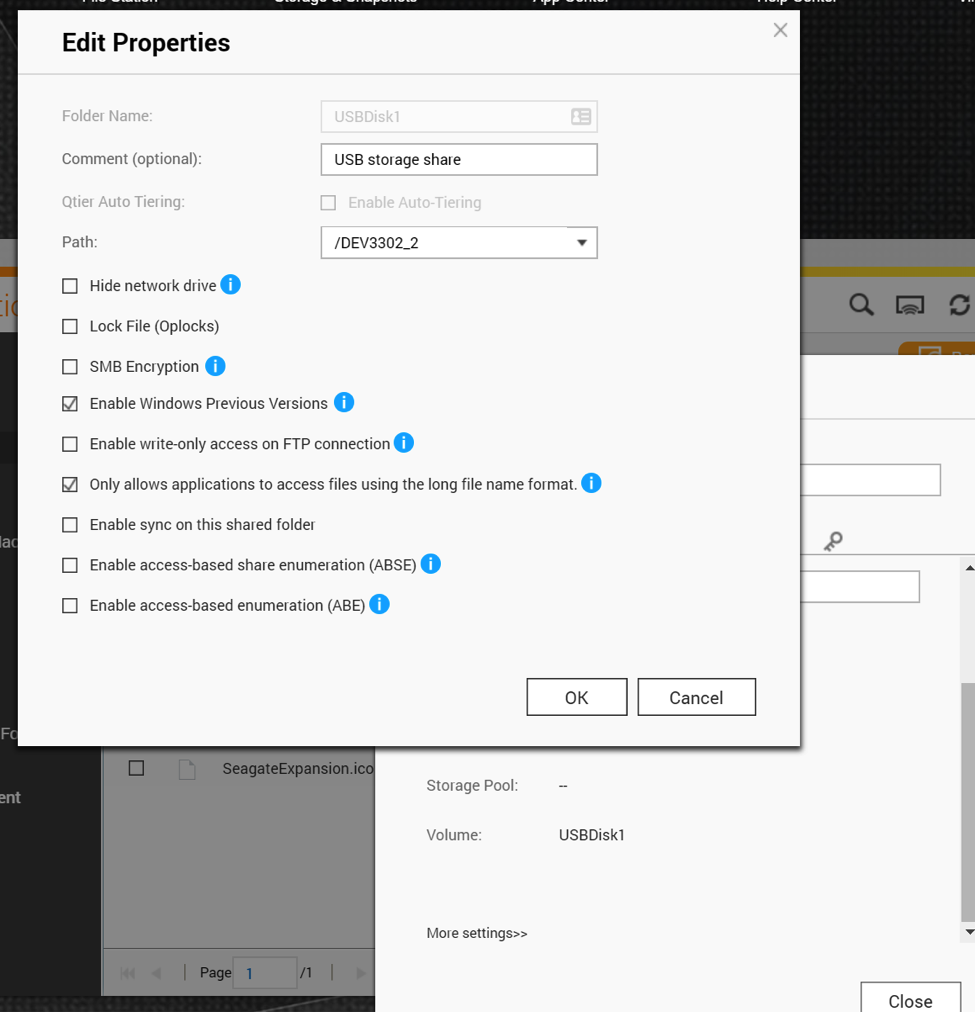 Edit Properties
Folder Name:
USBDisk1
Comment (optional):
USB storage share
Qtier Auto Tiering:
Enable Auto-Tiering
Path:
/DEV3302_2
Hide network drive
Lock File (Oplocks)
SMB Encryption
Enable Windows Previous Versions
Enable write-only access on FTP connection
Only allows applications to access files using the long file name format.
Enable sync on this shared folder
Enable access-based share enumeration (ABSE)
Enable access-based enumeration (ABE)
OK
Cancel
SeagateExpansion.ico
Storage Pool:
--
Volume:
USBDisk1
More settings>>
Page
1
/1
Close